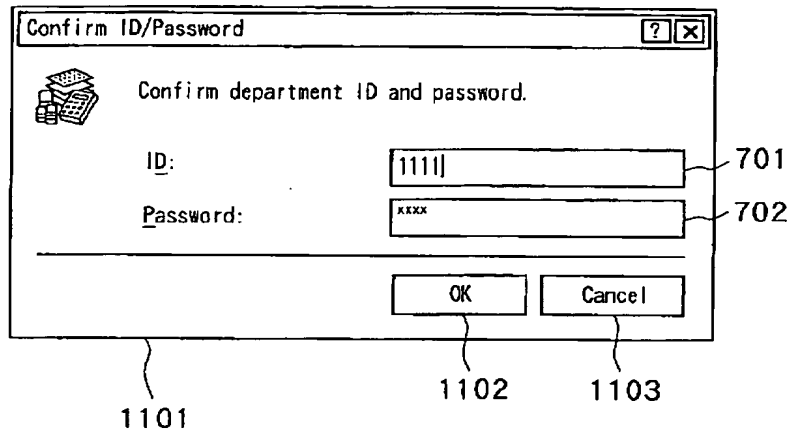 Confirm ID/Password ? X
Confirm department ID and password.
ID: 1111 701
Password: xxxx 702
OK Cancel
1102 1103
1101